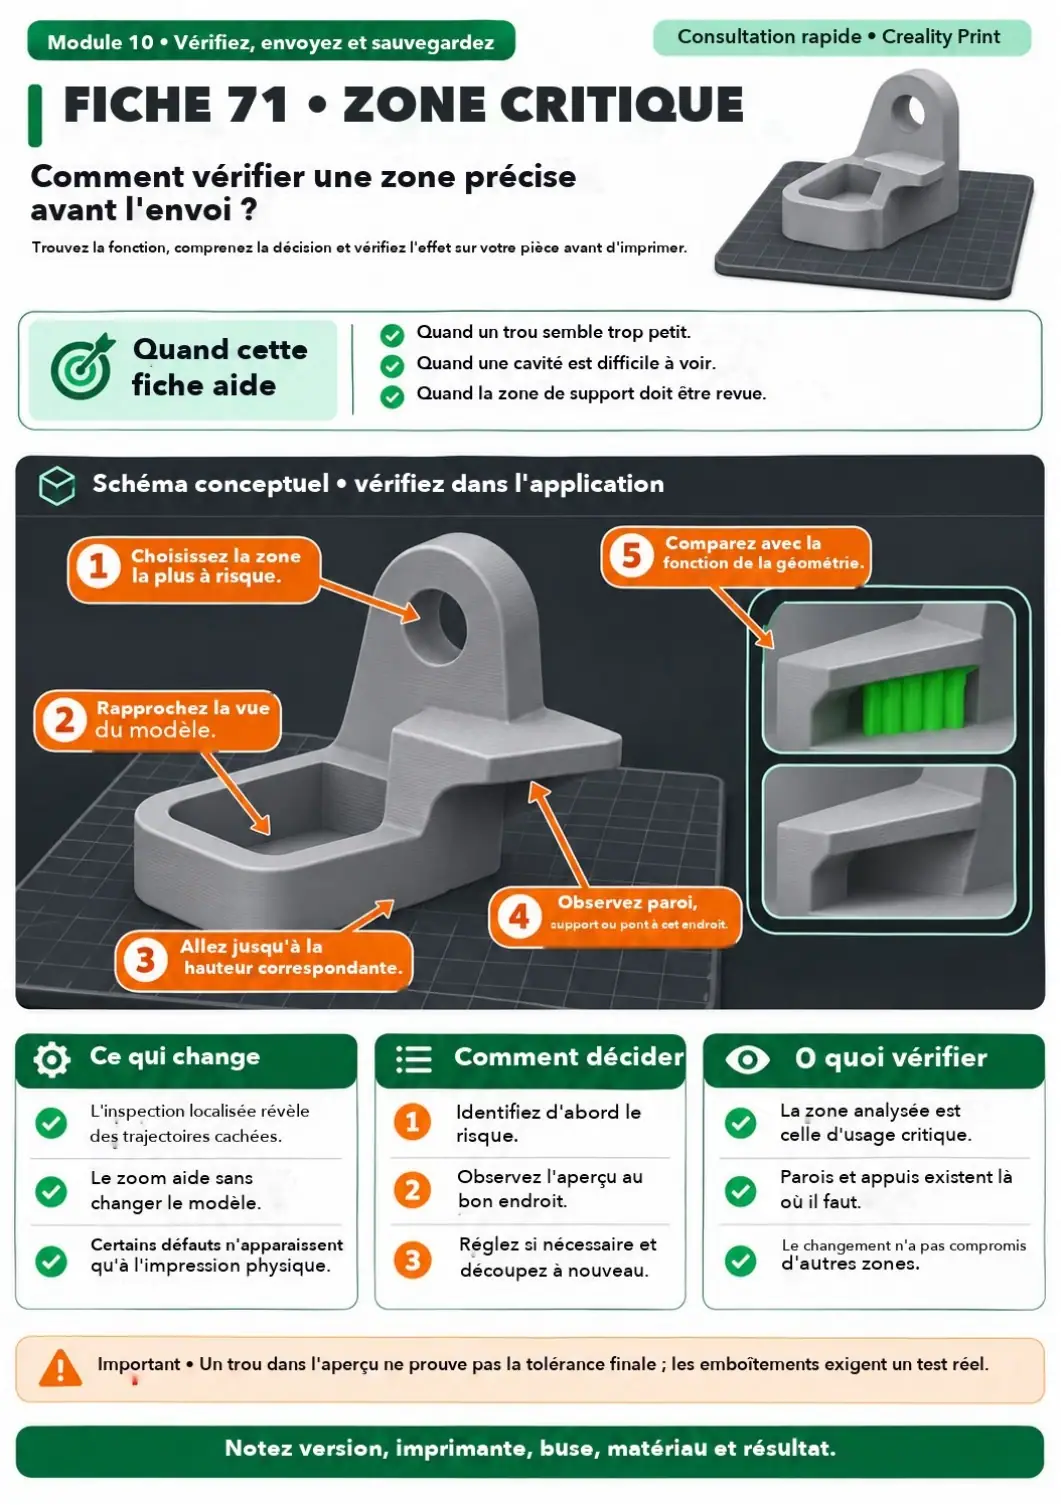 Module 10 • Vérifiez, envoyez et sauvegardez
Consultation rapide • Creality Print
FICHE 71 • ZONE CRITIQUE
Comment vérifier une zone précise
avant l'envoi ?
Trouvez la fonction, comprenez la décision et vérifiez l'effet sur votre pièce avant d'imprimer.
Quand cette
fiche aide
Quand un trou semble trop petit.
Quand une cavité est difficile à voir.
Quand la zone de support doit être revue.
Schéma conceptuel • vérifiez dans l'application
1 Choisissez la zone
la plus à risque.
5 Comparez avec la
fonction de la géométrie.
2 Rapprochez la vue
du modèle.
4 Observez paroi,
support ou pont à cet endroit.
3 Allez jusqu'à la
hauteur correspondante.
Ce qui change
L'inspection localisée révèle
des trajectoires cachées.
Le zoom aide sans
changer le modèle.
Certains défauts n'apparaissent
qu'à l'impression physique.
Comment décider
1 Identifiez d'abord le
risque.
2 Observez l'aperçu au
bon endroit.
3 Réglez si nécessaire et
découpez à nouveau.
O quoi vérifier
La zone analysée est
celle d'usage critique.
Parois et appuis existent là
où il faut.
Le changement n'a pas compromis
d'autres zones.
Important • Un trou dans l'aperçu ne prouve pas la tolérance finale ; les emboîtements exigent un test réel.
Notez version, imprimante, buse, matériau et résultat.